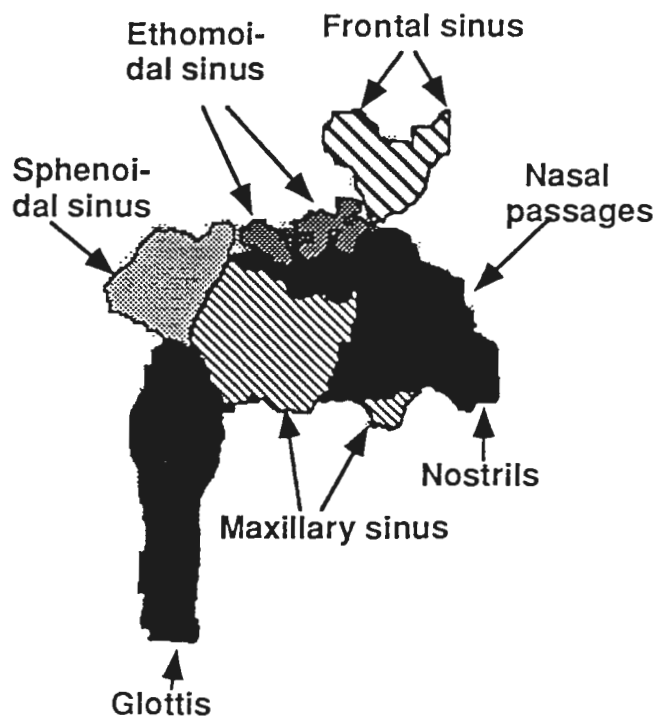 Ethomoi-
dal sinus
Frontal sinus
Sphenoi-
dal sinus
Nasal
passages
Nostrils
Maxillary sinus
Glottis